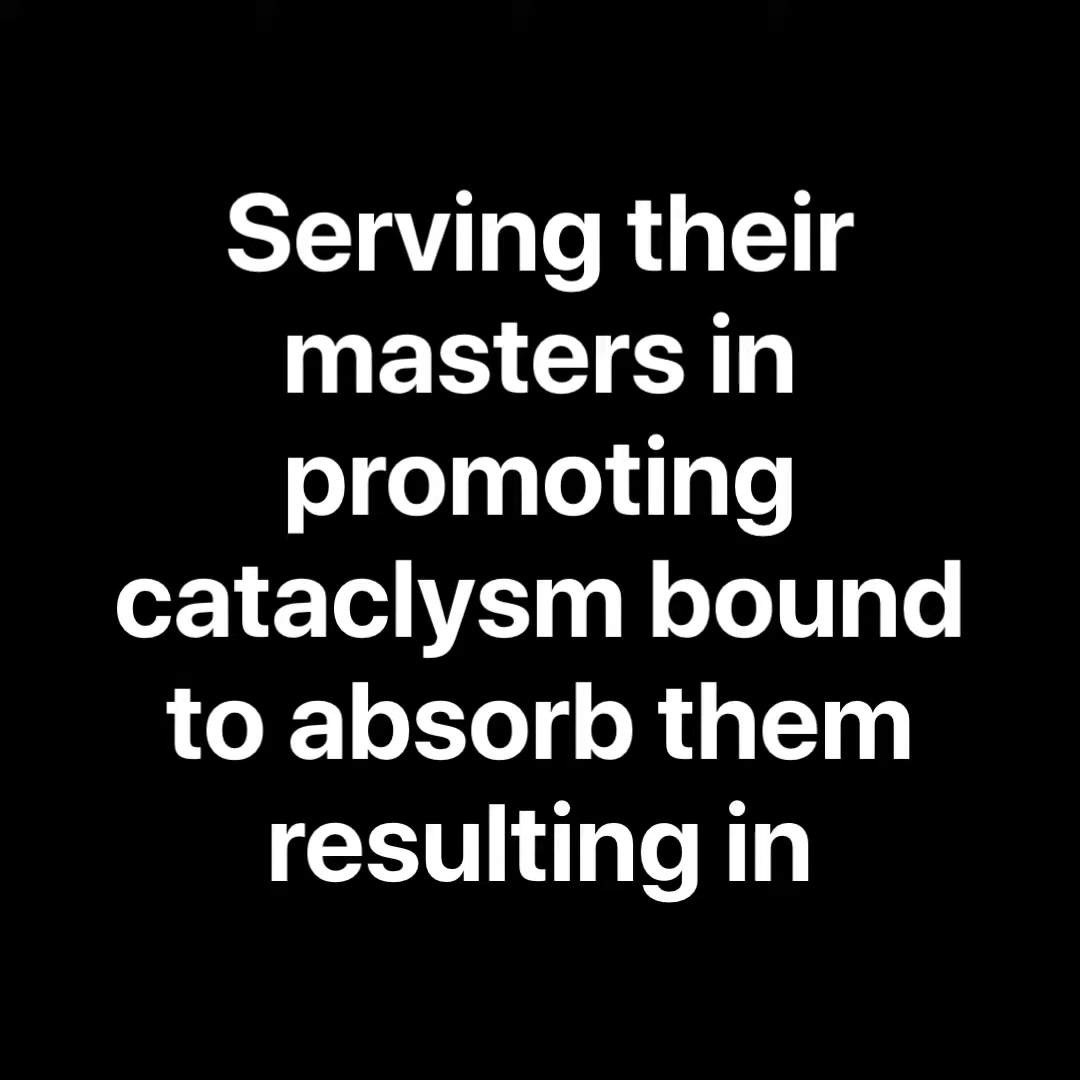 Serving their
masters in
promoting
cataclysm bound
to absorb them
resulting in